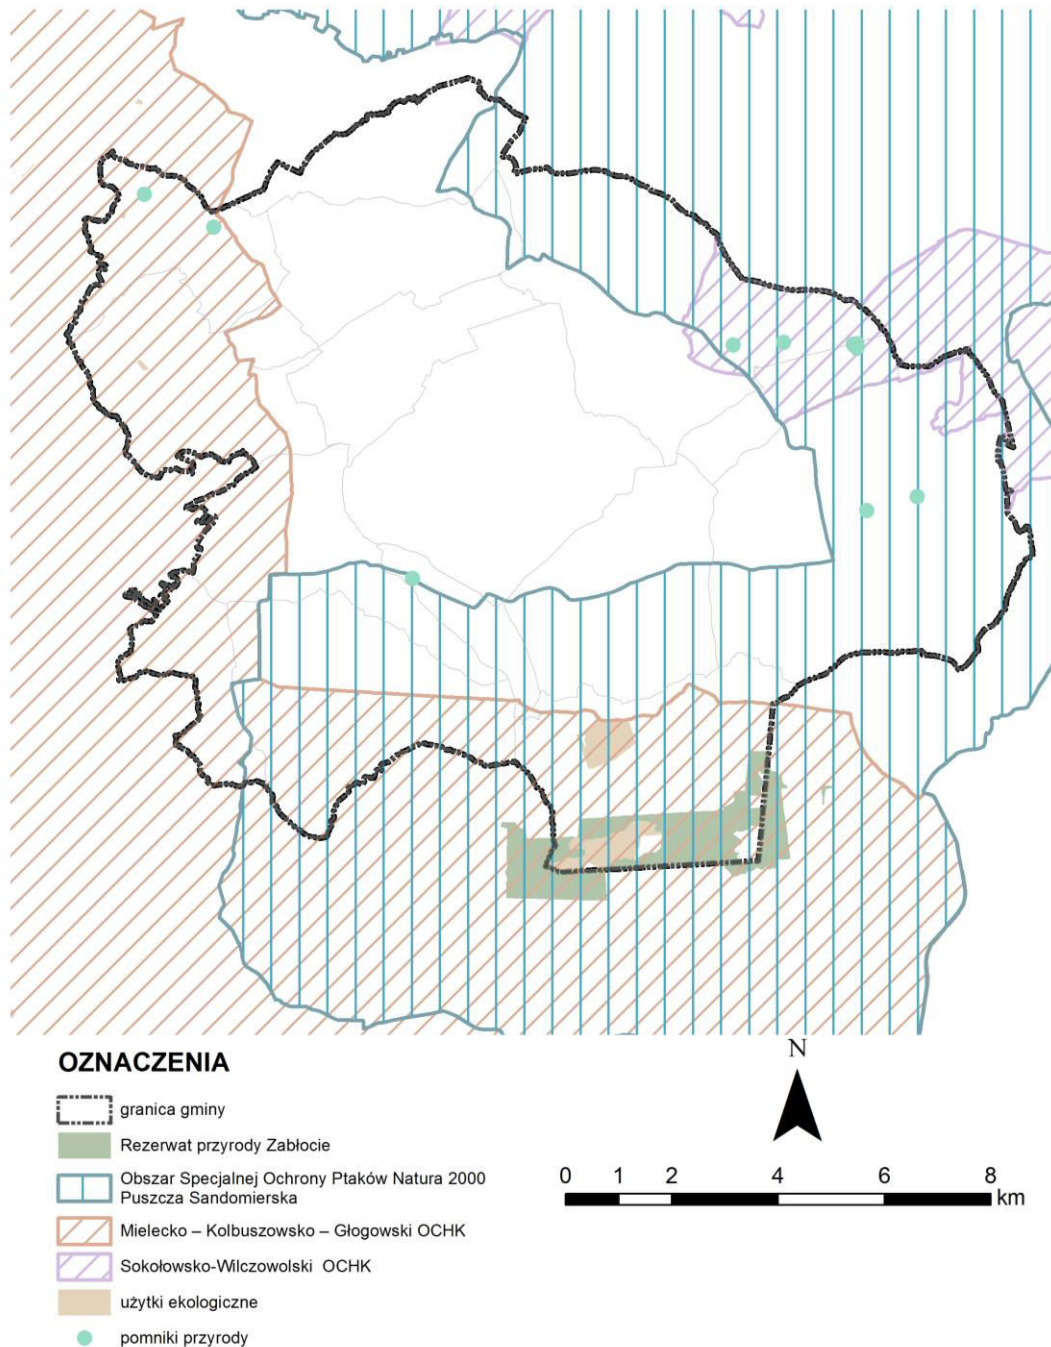 OZNACZENIA
granica gminy
Rezerwat przyrody Zabłocie
Obszar Specjalnej Ochrony Ptaków Natura 2000
Puszcza Sandomierska
Mielecko – Kolbuszowsko – Głogowski OCHK
Sokołowsko-Wilczowolski OCHK
użytki ekologiczne
pomniki przyrody
N
0 1 2 4 6 8
km